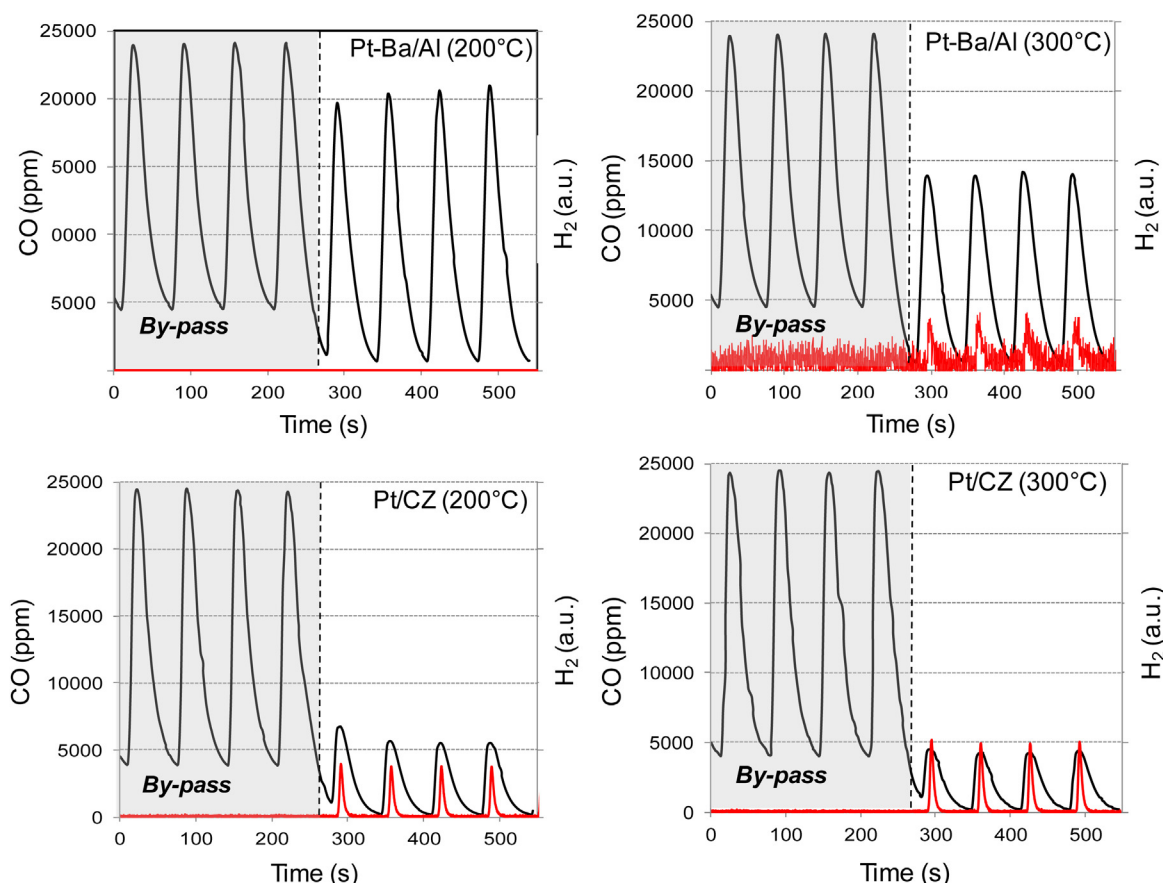 Pt-Ba/Al (200°C)
25000
20000
5000
0000
5000
0
CO (ppm)
H₂ (a.u.)
By-pass
0 100 200 300 400 500
Time (s)
Pt-Ba/Al (300°C)
25000
20000
15000
10000
5000
0
CO (ppm)
H₂ (a.u.)
By-pass
0 100 200 300 400 500
Time (s)
Pt/CZ (200°C)
25000
20000
15000
10000
5000
0
CO (ppm)
H₂ (a.u.)
By-pass
0 100 200 300 400 500
Time (s)
Pt/CZ (300°C)
25000
20000
15000
10000
5000
0
CO (ppm)
H₂ (a.u.)
By-pass
0 100 200 300 400 500
Time (s)